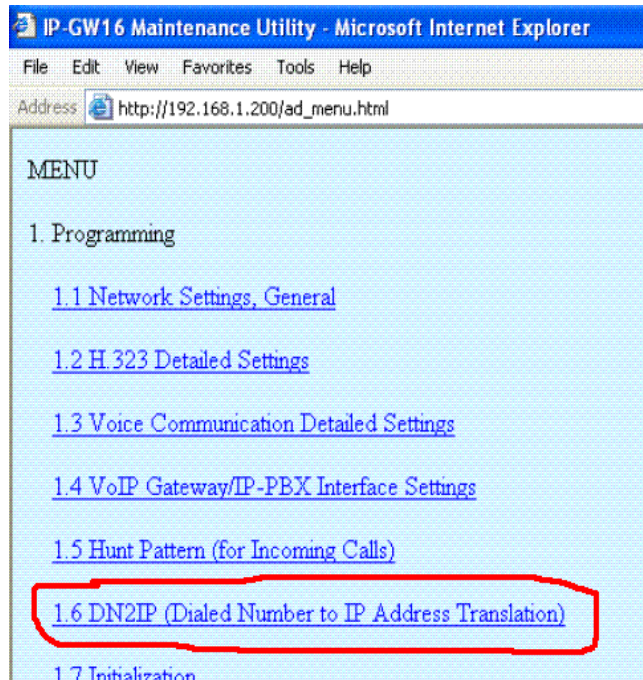 IP-GW16 Maintenance Utility - Microsoft Internet Explorer
File Edit View Favorites Tools Help
Address http://192.168.1.200/ad_menu.html
MENU
1. Programming
1.1 Network Settings, General
1.2 H.323 Detailed Settings
1.3 Voice Communication Detailed Settings
1.4 VoIP Gateway/IP-PBX Interface Settings
1.5 Hunt Pattern (for Incoming Calls)
1.6 DN2IP (Dialed Number to IP Address Translation)
1.7 Initialization